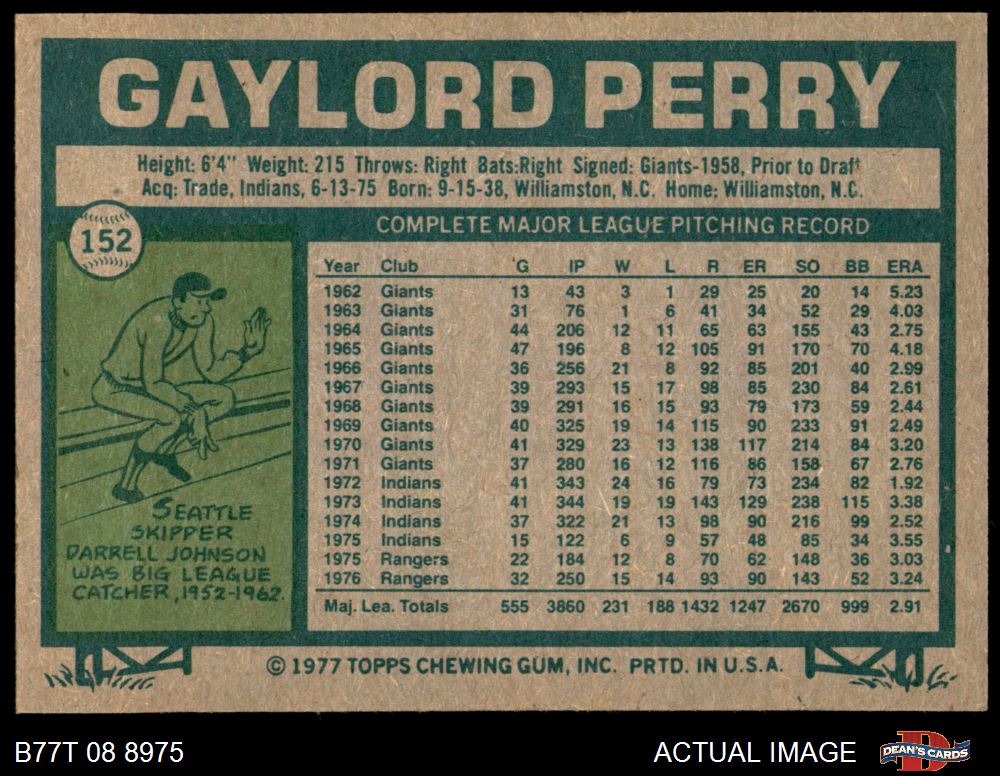 GAYLORD PERRY
Height: 6'4" Weight: 215 Throws: Right Bats:Right Signed: Giants-1958, Prior to Draft
Acq: Trade, Indians, 6-13-75 Born: 9-15-38, Williamston, N.C. Home: Williamston, N.C.
152
COMPLETE MAJOR LEAGUE PITCHING RECORD
Year Club G IP W L R ER SO BB ERA
1962 Giants 13 43 3 1 29 25 20 14 5.23
1963 Giants 31 76 1 6 41 34 52 29 4.03
1964 Giants 44 206 12 11 65 63 155 43 2.75
1965 Giants 47 196 8 12 105 91 170 70 4.18
1966 Giants 36 256 21 8 92 85 201 40 2.99
1967 Giants 39 293 15 17 98 85 230 84 2.61
1968 Giants 39 291 16 15 93 79 173 59 2.44
1969 Giants 40 325 19 14 115 90 233 91 2.49
1970 Giants 41 329 23 13 138 117 214 84 3.20
1971 Giants 37 280 16 12 116 86 158 67 2.76
1972 Indians 41 343 24 16 79 73 234 82 1.92
1973 Indians 41 344 19 19 143 129 238 115 3.38
1974 Indians 37 322 21 13 98 90 216 99 2.52
1975 Indians 15 122 6 9 57 48 85 34 3.55
1975 Rangers 22 184 12 8 70 62 148 36 3.03
1976 Rangers 32 250 15 14 93 90 143 52 3.24
Maj. Lea. Totals 555 3860 231 188 1432 1247 2670 999 2.91
SEATTLE
SKIPPER
DARRELL JOHNSON
WAS BIG LEAGUE
CATCHER, 1952-1962.
© 1977 TOPPS CHEWING GUM, INC. PRTD. IN U.S.A.
B77T 08 8975
ACTUAL IMAGE
D
DEAN'S CARDS